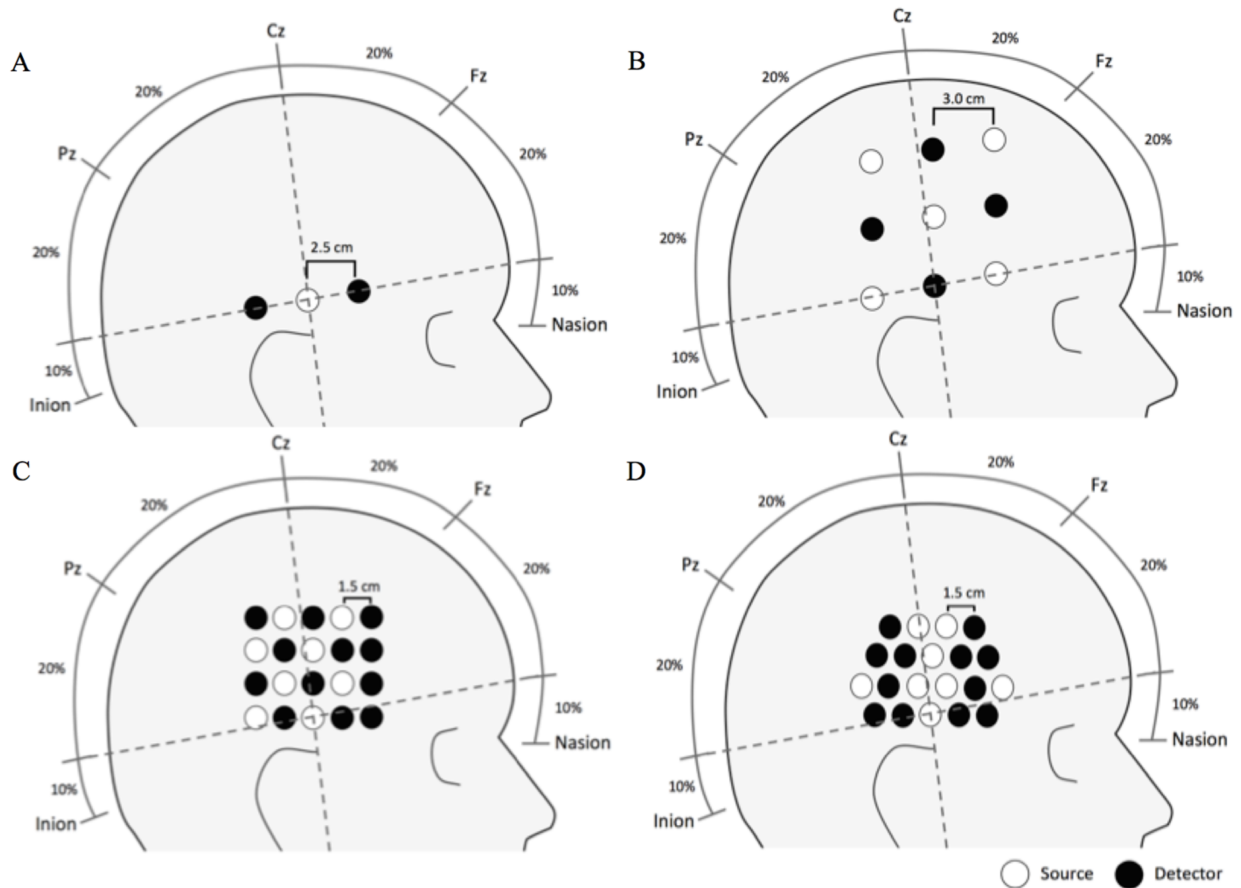 A
Cz
20%
20%
Fz
Pz
20%
20%
2.5 cm
10%
Nasion
10%
Inion
B
Cz
20%
20%
Fz
Pz
20%
20%
3.0 cm
10%
Nasion
10%
Inion
C
Cz
20%
20%
Fz
Pz
20%
20%
1.5 cm
10%
Nasion
10%
Inion
D
Cz
20%
20%
Fz
Pz
20%
20%
1.5 cm
10%
Nasion
10%
Inion
Source
Detector